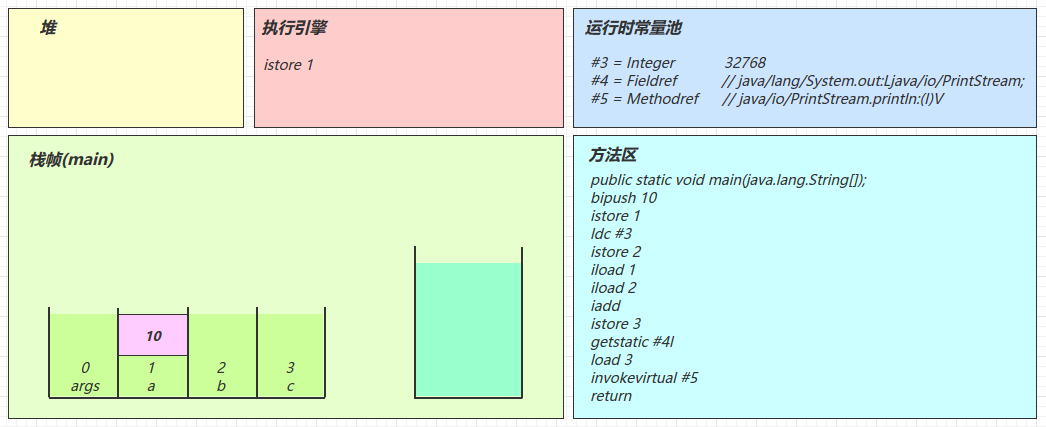 堆
执行引擎
istore 1
运行时常量池
#3 = Integer 32768
#4 = Fieldref // java/lang/System.out:Ljava/io/PrintStream;
#5 = Methodref // java/io/PrintStream.println:(I)V
栈帧(main)
10
0 1 2 3
args a b c
方法区
public static void main(java.lang.String[]);
bipush 10
istore 1
ldc #3
istore 2
iload 1
iload 2
iadd
istore 3
getstatic #4l
load 3
invokevirtual #5
return